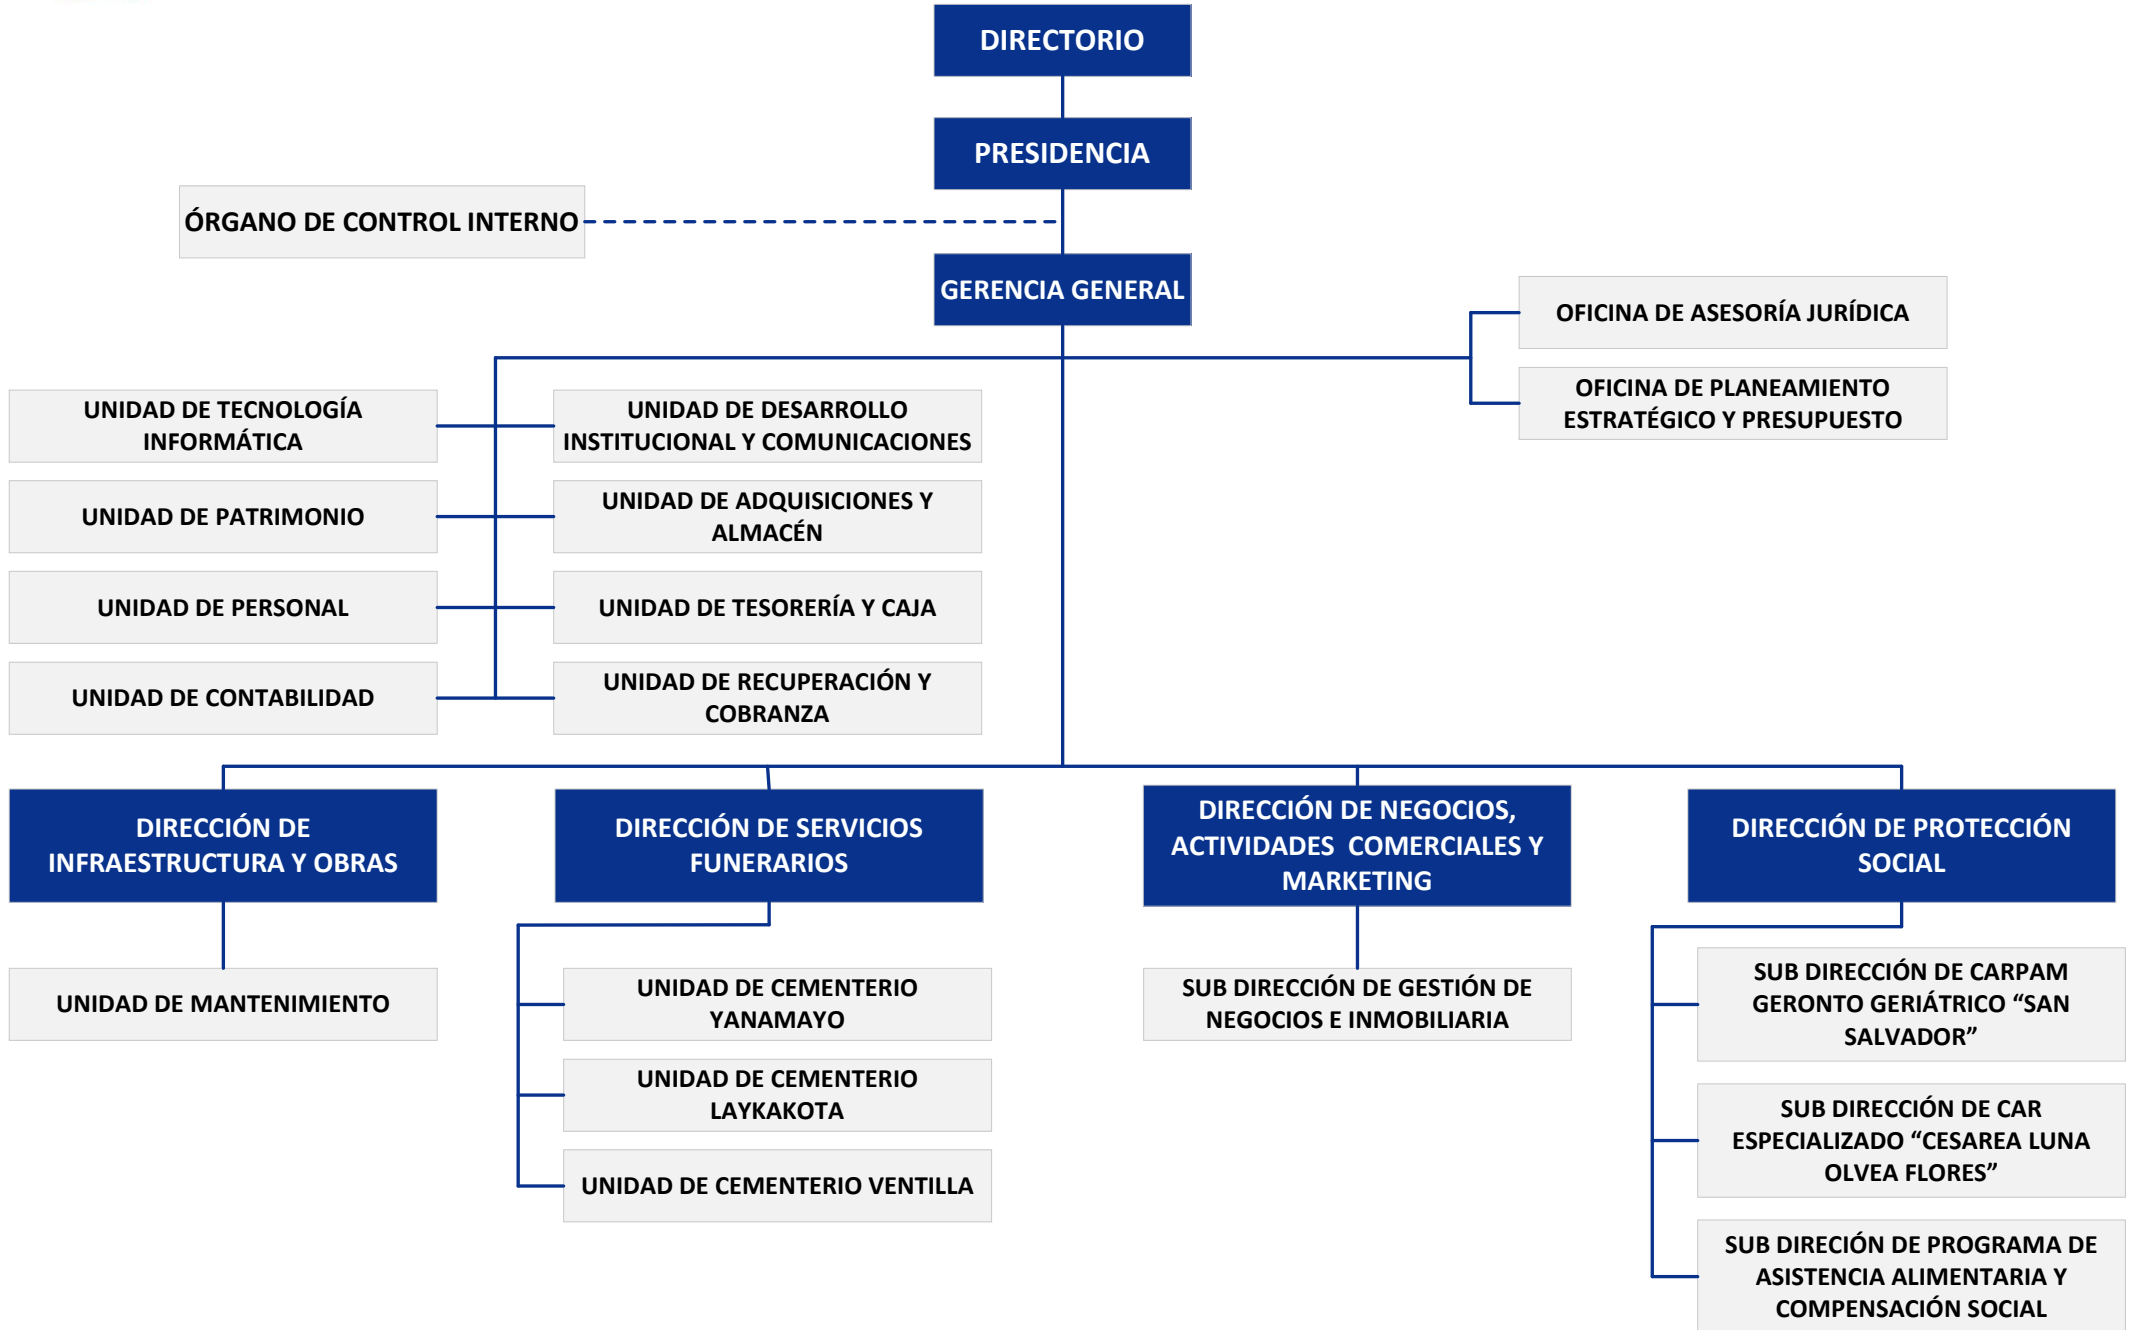 DIRECTORIO
PRESIDENCIA
ÓRGANO DE CONTROL INTERNO
GERENCIA GENERAL
OFICINA DE ASESORÍA JURÍDICA
OFICINA DE PLANEAMIENTO
ESTRATÉGICO Y PRESUPUESTO
UNIDAD DE TECNOLOGÍA
INFORMÁTICA
UNIDAD DE DESARROLLO
INSTITUCIONAL Y COMUNICACIONES
UNIDAD DE PATRIMONIO
UNIDAD DE ADQUISICIONES Y
ALMACÉN
UNIDAD DE PERSONAL
UNIDAD DE TESORERÍA Y CAJA
UNIDAD DE CONTABILIDAD
UNIDAD DE RECUPERACIÓN Y
COBRANZA
DIRECCIÓN DE
INFRAESTRUCTURA Y OBRAS
DIRECCIÓN DE SERVICIOS
FUNERARIOS
DIRECCIÓN DE NEGOCIOS,
ACTIVIDADES COMERCIALES Y
MARKETING
DIRECCIÓN DE PROTECCIÓN
SOCIAL
UNIDAD DE MANTENIMIENTO
UNIDAD DE CEMENTERIO
YANAMAYO
UNIDAD DE CEMENTERIO
LAYKAKOTA
UNIDAD DE CEMENTERIO VENTILLA
SUB DIRECCIÓN DE GESTIÓN DE
NEGOCIOS E INMOBILIARIA
SUB DIRECCIÓN DE CARPAM
GERONTO GERIÁTRICO “SAN
SALVADOR”
SUB DIRECCIÓN DE CAR
ESPECIALIZADO “CESAREA LUNA
OLVEA FLORES”
SUB DIRECIÓN DE PROGRAMA DE
ASISTENCIA ALIMENTARIA Y
COMPENSACIÓN SOCIAL